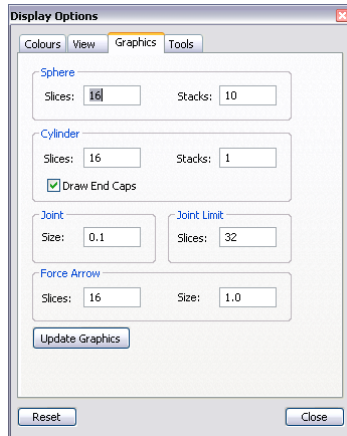 Display Options
Colours View Graphics Tools
Sphere
Slices: 16 Stacks: 10
Cylinder
Slices: 16 Stacks: 1
Draw End Caps
Joint Joint Limit
Size: 0.1 Slices: 32
Force Arrow
Slices: 16 Size: 1.0
Update Graphics
Reset Close